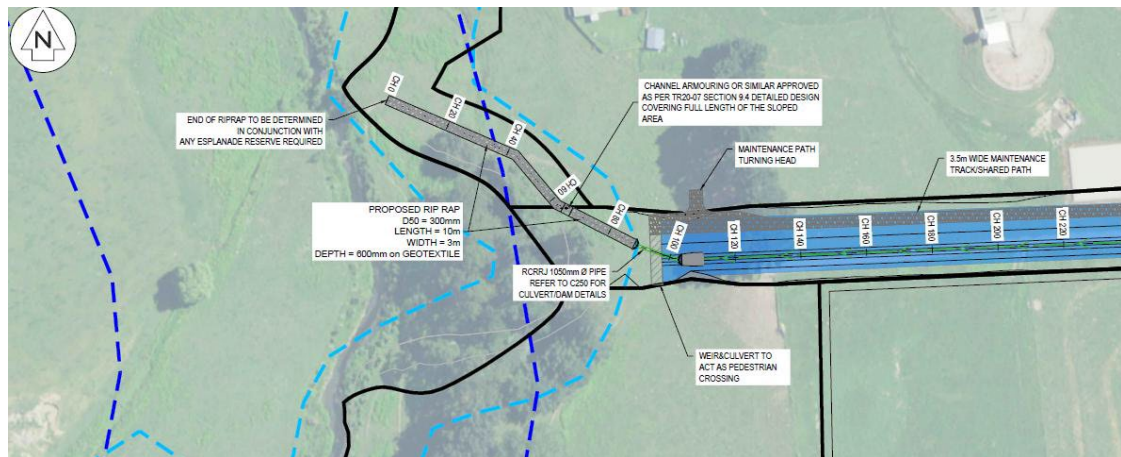 N
CHANNEL ARMOURING OR SIMILAR APPROVED
AS PER TR20-07 SECTION 9.4 DETAILED DESIGN
COVERING FULL LENGTH OF THE SLOPED
AREA
END OF RIPRAP TO BE DETERMINED
IN CONJUNCTION WITH
ANY ESPLANADE RESERVE REQUIRED
CH 0
CH 20
CH 40
CH 60
CH 80
CH 100
CH 120
CH 140
CH 160
CH 180
CH 200
CH 220
MAINTENANCE PATH
TURNING HEAD
3.5m WIDE MAINTENANCE
TRACK/SHARED PATH
PROPOSED RIP RAP
D50 = 300mm
LENGTH = 10m
WIDTH = 3m
DEPTH = 600mm on GEOTEXTILE
RCRRJ 1050mm Ø PIPE
REFER TO C250 FOR
CULVERT/DAM DETAILS
WEIR&CULVERT TO
ACT AS PEDESTRIAN
CROSSING